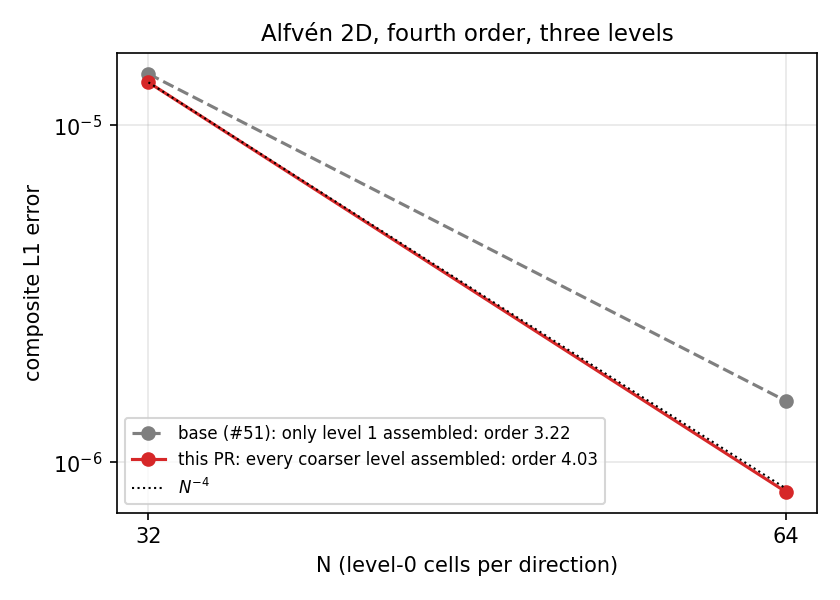 Alfvén 2D, fourth order, three levels
composite L1 error
10⁻⁵
10⁻⁶
base (#51): only level 1 assembled: order 3.22
this PR: every coarser level assembled: order 4.03
N⁻⁴
32
64
N (level-0 cells per direction)